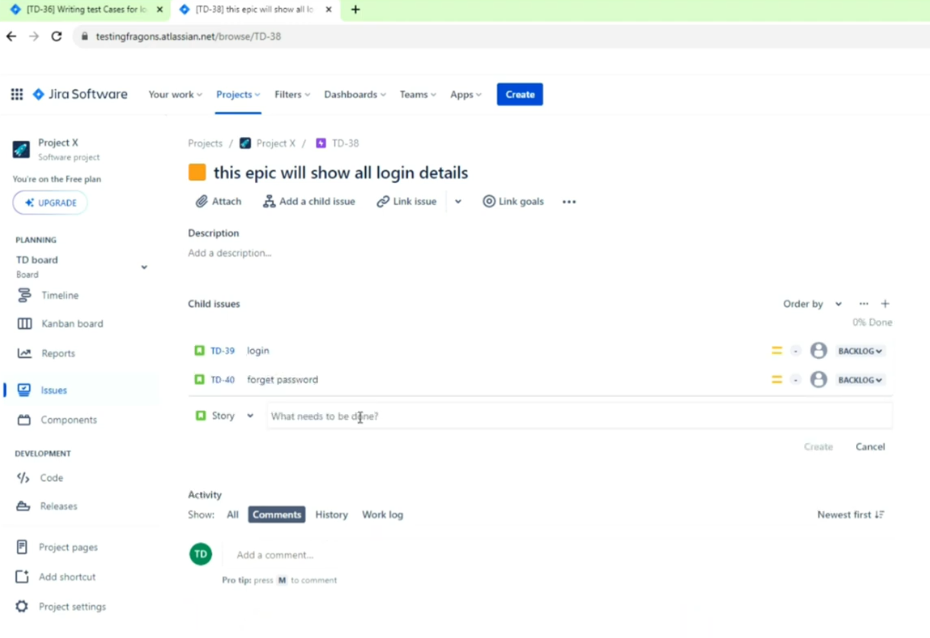 [TD-36] Writing test Cases for lo
[TD-38] this epic will show all lo
testingfragons.atlassian.net/browse/TD-38
Jira Software
Your work
Projects
Filters
Dashboards
Teams
Apps
Create
Project X
Software project
You're on the Free plan
UPGRADE
PLANNING
TD board
Board
Timeline
Kanban board
Reports
Issues
Components
DEVELOPMENT
Code
Releases
Project pages
Add shortcut
Project settings
Projects / Project X / TD-38
this epic will show all login details
Attach
Add a child issue
Link issue
Link goals
Description
Add a description...
Child issues
Order by
0% Done
TD-39 login
BACKLOG
TD-40 forget password
BACKLOG
Story
What needs to be done?
Create
Cancel
Activity
Show: All Comments History Work log
Newest first
TD
Add a comment...
Pro tip: press M to comment